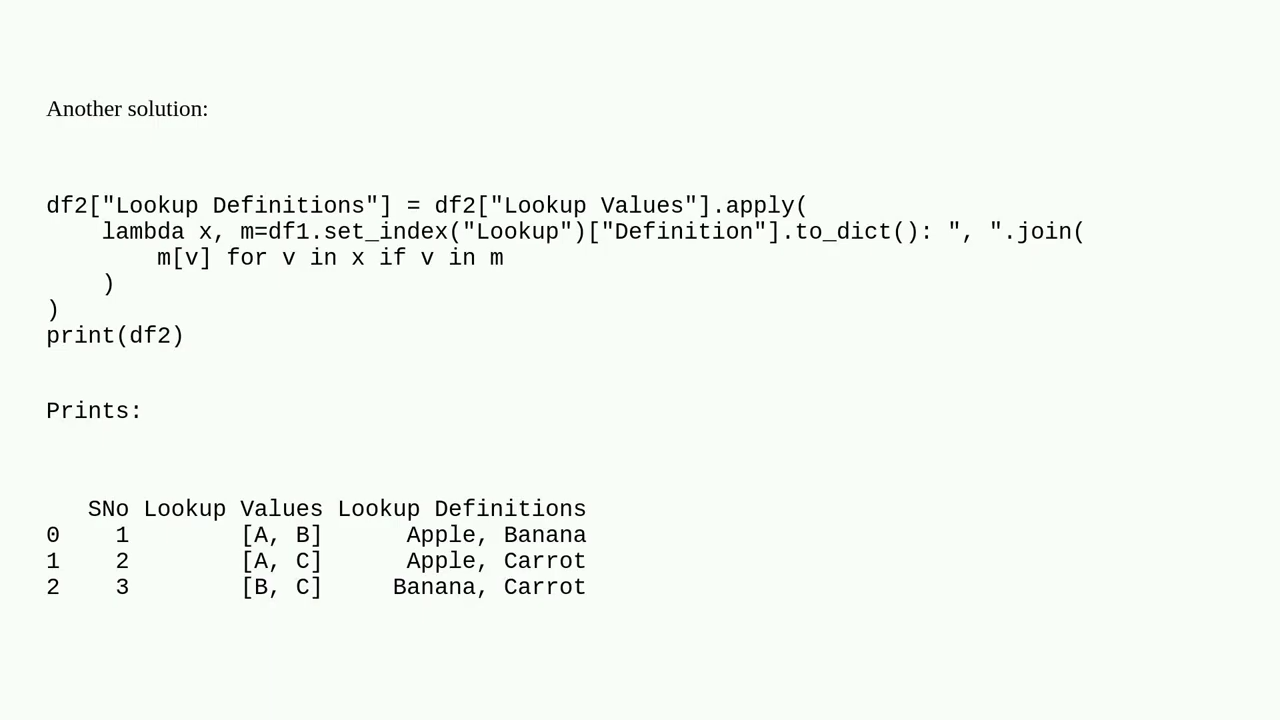 Another solution:
df2["Lookup Definitions"] = df2["Lookup Values"].apply(
    lambda x, m=df1.set_index("Lookup")["Definition"].to_dict(): ", ".join(
        m[v] for v in x if v in m
    )
)
print(df2)
Prints:
   SNo Lookup Values Lookup Definitions
0    1        [A, B]      Apple, Banana
1    2        [A, C]      Apple, Carrot
2    3        [B, C]     Banana, Carrot